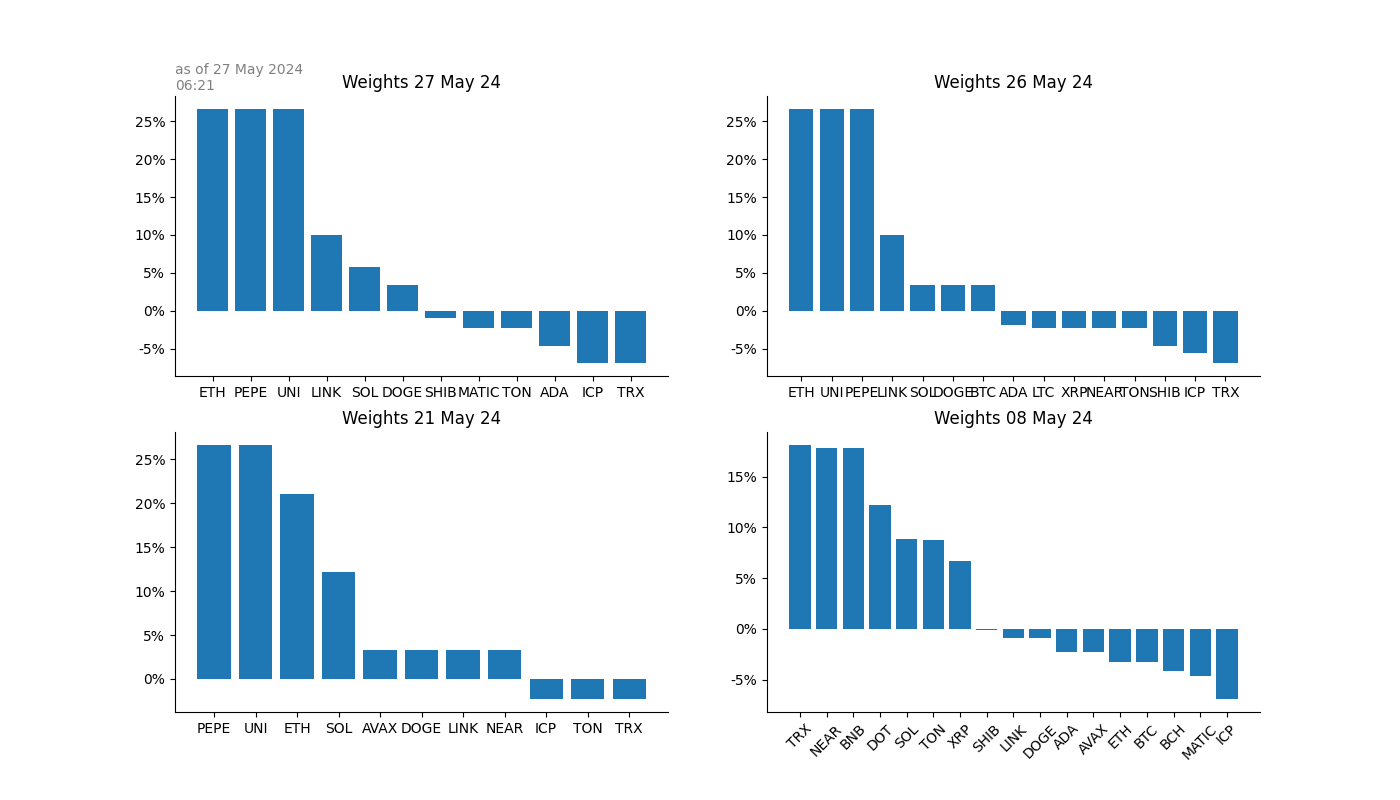 as of 27 May 2024
06:21
Weights 27 May 24
25%
20%
15%
10%
5%
0%
-5%
ETH PEPE UNI LINK SOL DOGE SHIB MATIC TON ADA ICP TRX
Weights 26 May 24
25%
20%
15%
10%
5%
0%
-5%
ETH UNI PEPE LINK SOL DOGE BTC ADA LTC XRP NEAR TON SHIB ICP TRX
Weights 21 May 24
25%
20%
15%
10%
5%
0%
PEPE UNI ETH SOL AVAX DOGE LINK NEAR ICP TON TRX
Weights 08 May 24
15%
10%
5%
0%
-5%
TRX NEAR BNB DOT SOL TON XRP SHIB LINK DOGE ADA AVAX ETH BTC BCH MATIC ICP